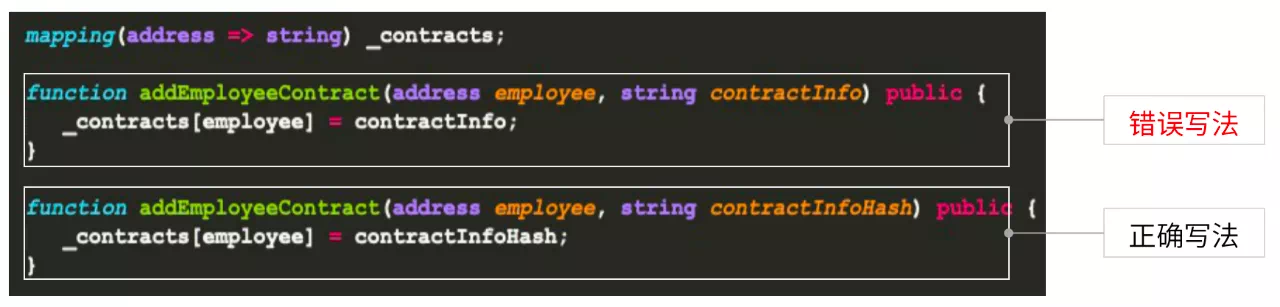 mapping(address => string) _contracts;
function addEmployeeContract(address employee, string contractInfo) public {
_contracts[employee] = contractInfo;
}
错误写法
function addEmployeeContract(address employee, string contractInfoHash) public {
_contracts[employee] = contractInfoHash;
}
正确写法